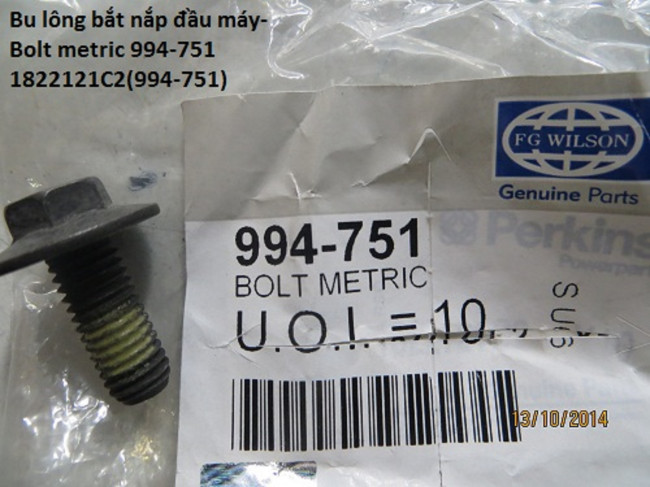 Bu lông bắt nắp đầu máy-
Bolt metric 994-751
1822121C2(994-751)
FG WILSON
Genuine Parts
994-751
Perkins
Powerpart
BOLT METRIC
U.O.I. = 10
13/10/2014